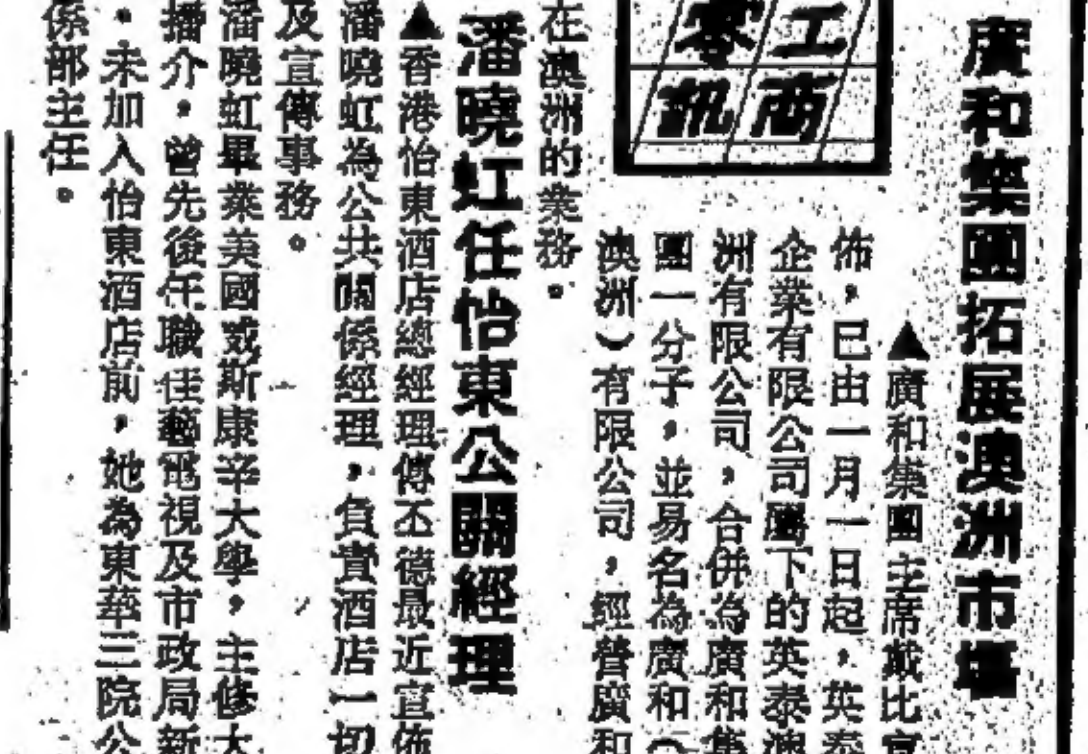 廣和集團拓展澳洲市場
工商
零訊
▲廣和集團主席戴比宣
佈，已由一月一日起，英泰
企業有限公司屬下的英泰澳
洲有限公司，合併為廣和集
團一分子，並易名為廣和（
澳洲）有限公司，經營廣和
在澳洲的業務。
潘曉虹任怡東公關經理
▲香港怡東酒店總經理傅丕德最近宣佈
潘曉虹為公共關係經理，負責酒店一切
及宣傳事務。
潘曉虹畢業美國威斯康辛大學，主修大
播介，曾先後任職佳藝電視及市政局新
。未加入怡東酒店前，她為東華三院公
係部主任。